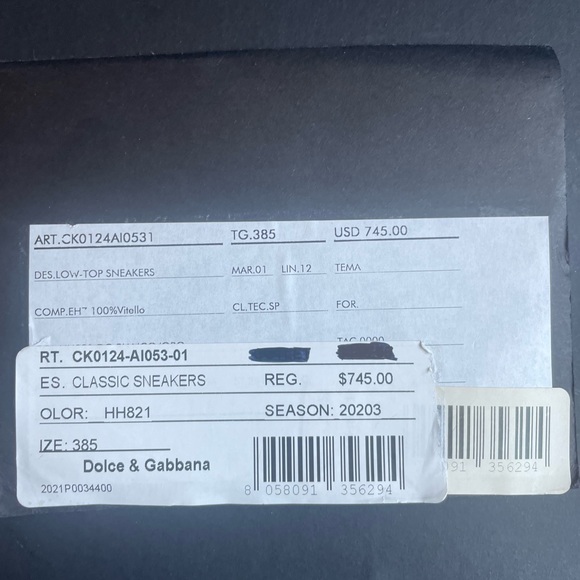 ART.CK0124AI0531 TG.385 USD 745.00
DES.LOW-TOP SNEAKERS MAR.01 LIN.12 TEMA
COMP.EH™ 100%Vitello CL.TEC.SP FOR.
TAG.0000
RT. CK0124-AI053-01
ES. CLASSIC SNEAKERS REG. $745.00
OLOR: HH821 SEASON: 20203
IZE: 385
Dolce & Gabbana
2021P0034400 8 058091 356294
091 356294